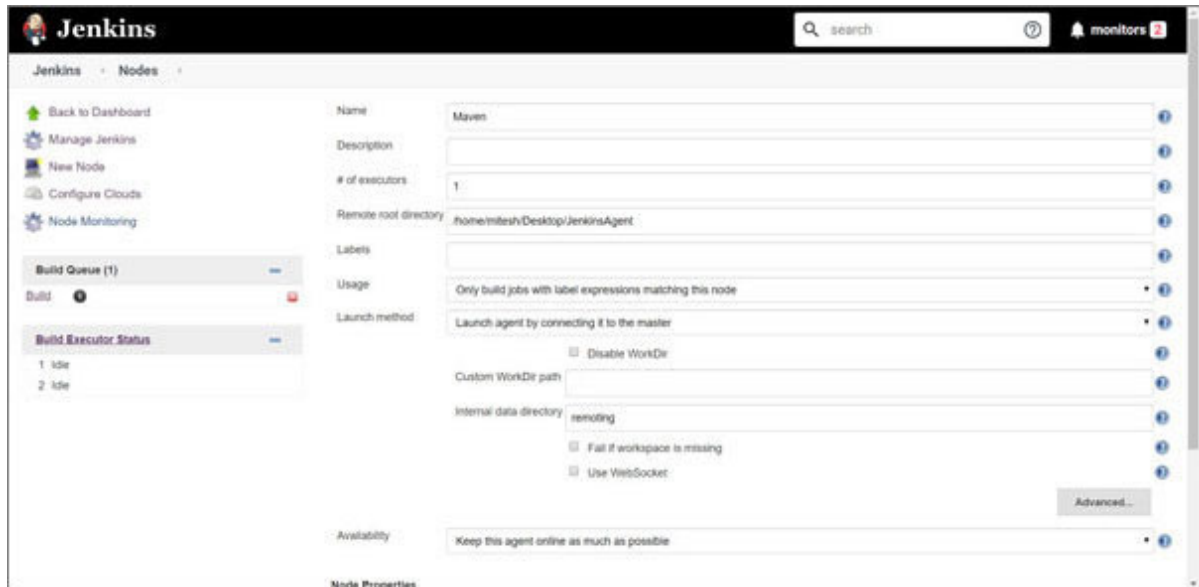 Jenkins
search
monitors 2
Jenkins
Nodes
Back to Dashboard
Manage Jenkins
New Node
Configure Clouds
Node Monitoring
Build Queue (1)
Build
Build Executor Status
1 Idle
2 Idle
Name
Maven
Description
# of executors
1
Remote root directory
/home/mitesh/Desktop/JenkinsAgent
Labels
Usage
Only build jobs with label expressions matching this node
Launch method
Launch agent by connecting it to the master
Disable WorkDir
Custom WorkDir path
Internal data directory
remoting
Fail if workspace is missing
Use WebSocket
Advanced...
Availability
Keep this agent online as much as possible
Node Properties